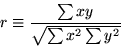 r ≡ ∑ xy / √(∑ x² ∑ y²)